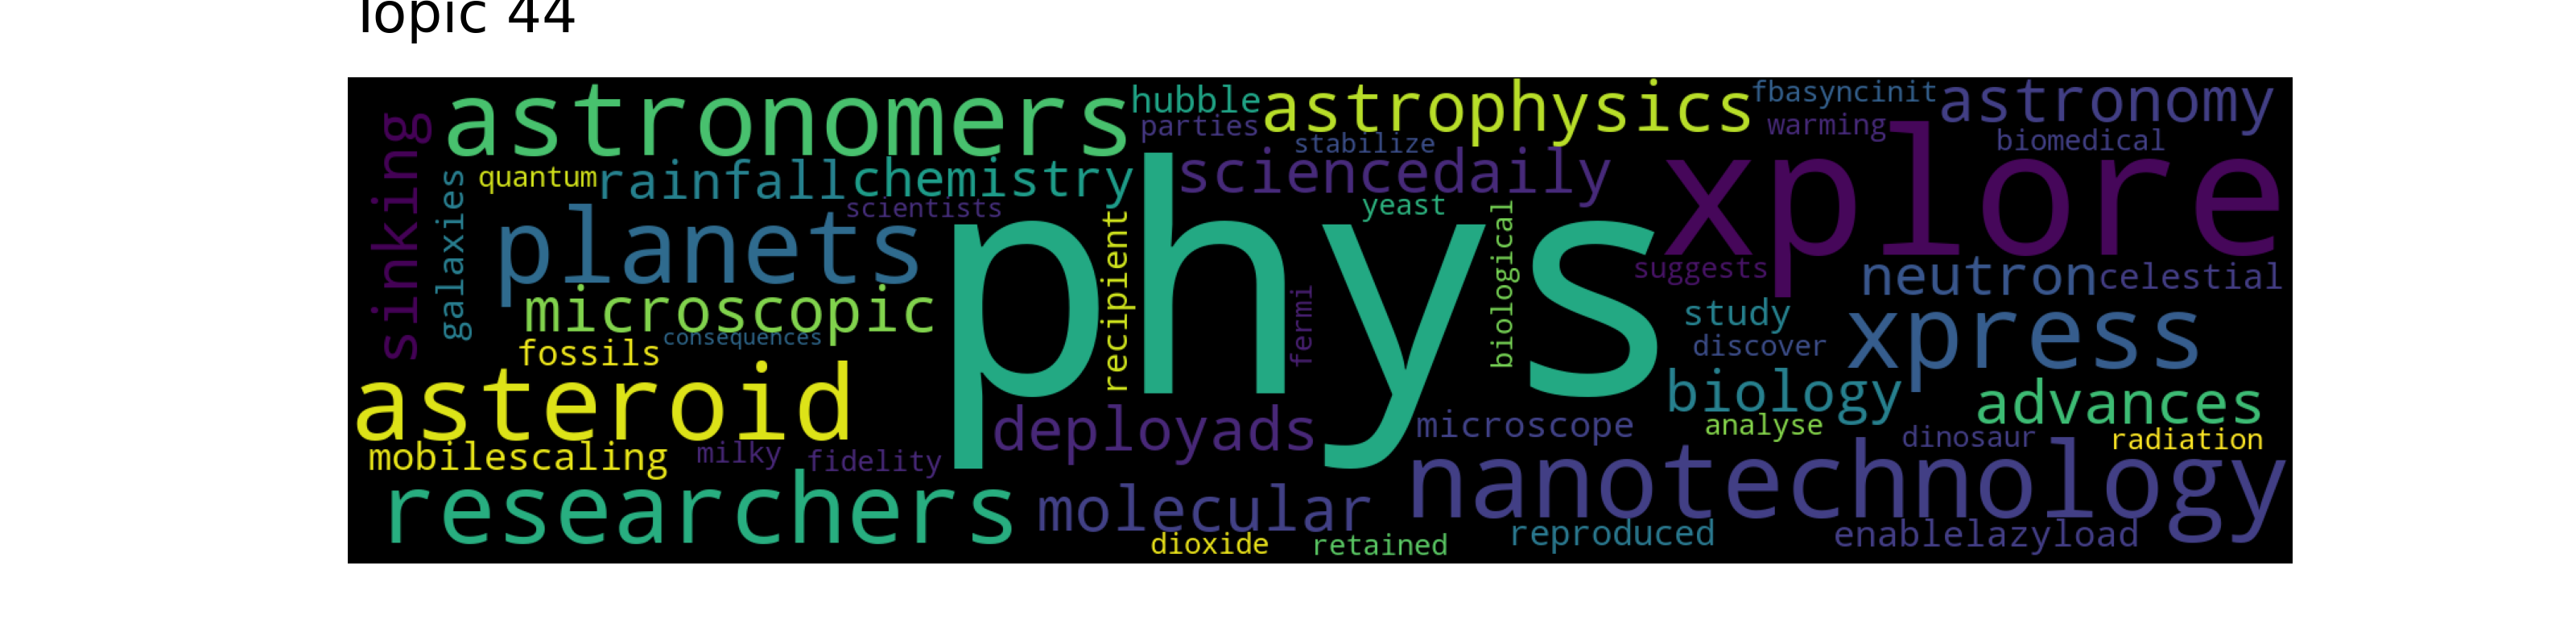 Topic 44
astronomers hubble astrophysics fbasyncinit astronomy
parties stabilize warming biomedical
sinking quantum rainfall chemistry sciencedaily xplore
galaxies planets scientists phys yeast
recipient biological
microscopic fermi suggests neutron celestial
consequences study xpress
fossils discover
asteroid biology advances
deployads microscope analyse dinosaur radiation
mobilescaling milky fidelity
researchers molecular nanotechnology
dioxide retained reproduced enablelazyload